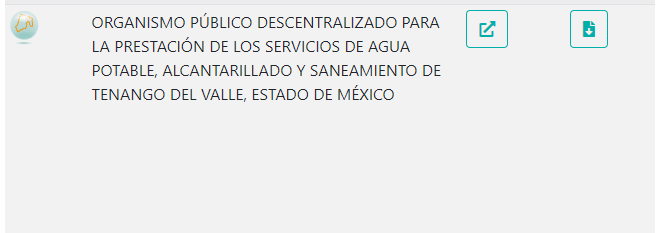 ORGANISMO PÚBLICO DESCENTRALIZADO PARA
LA PRESTACIÓN DE LOS SERVICIOS DE AGUA
POTABLE, ALCANTARILLADO Y SANEAMIENTO DE
TENANGO DEL VALLE, ESTADO DE MÉXICO